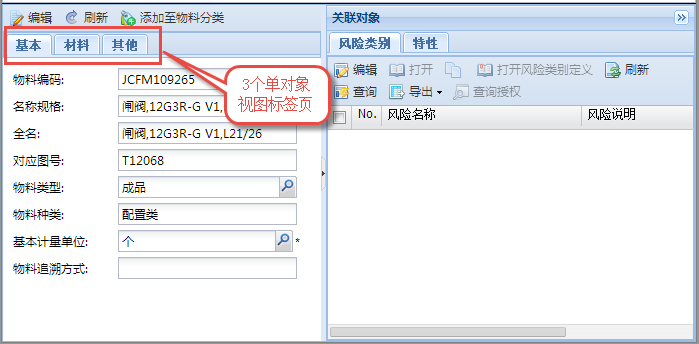 编辑 刷新 添加至物料分类
基本 材料 其他
3个单对象
视图标签页
物料编码: JCFM109265
名称规格: 闸阀,12G3R-G V1,
全名: 闸阀,12G3R-G V1,L21/26
对应图号: T12068
物料类型: 成品
物料种类: 配置类
基本计量单位: 个 *
物料追溯方式:
关联对象
风险类别 特性
编辑 打开 打开风险类别定义 刷新
查询 导出 查询授权
No. 风险名称 风险说明